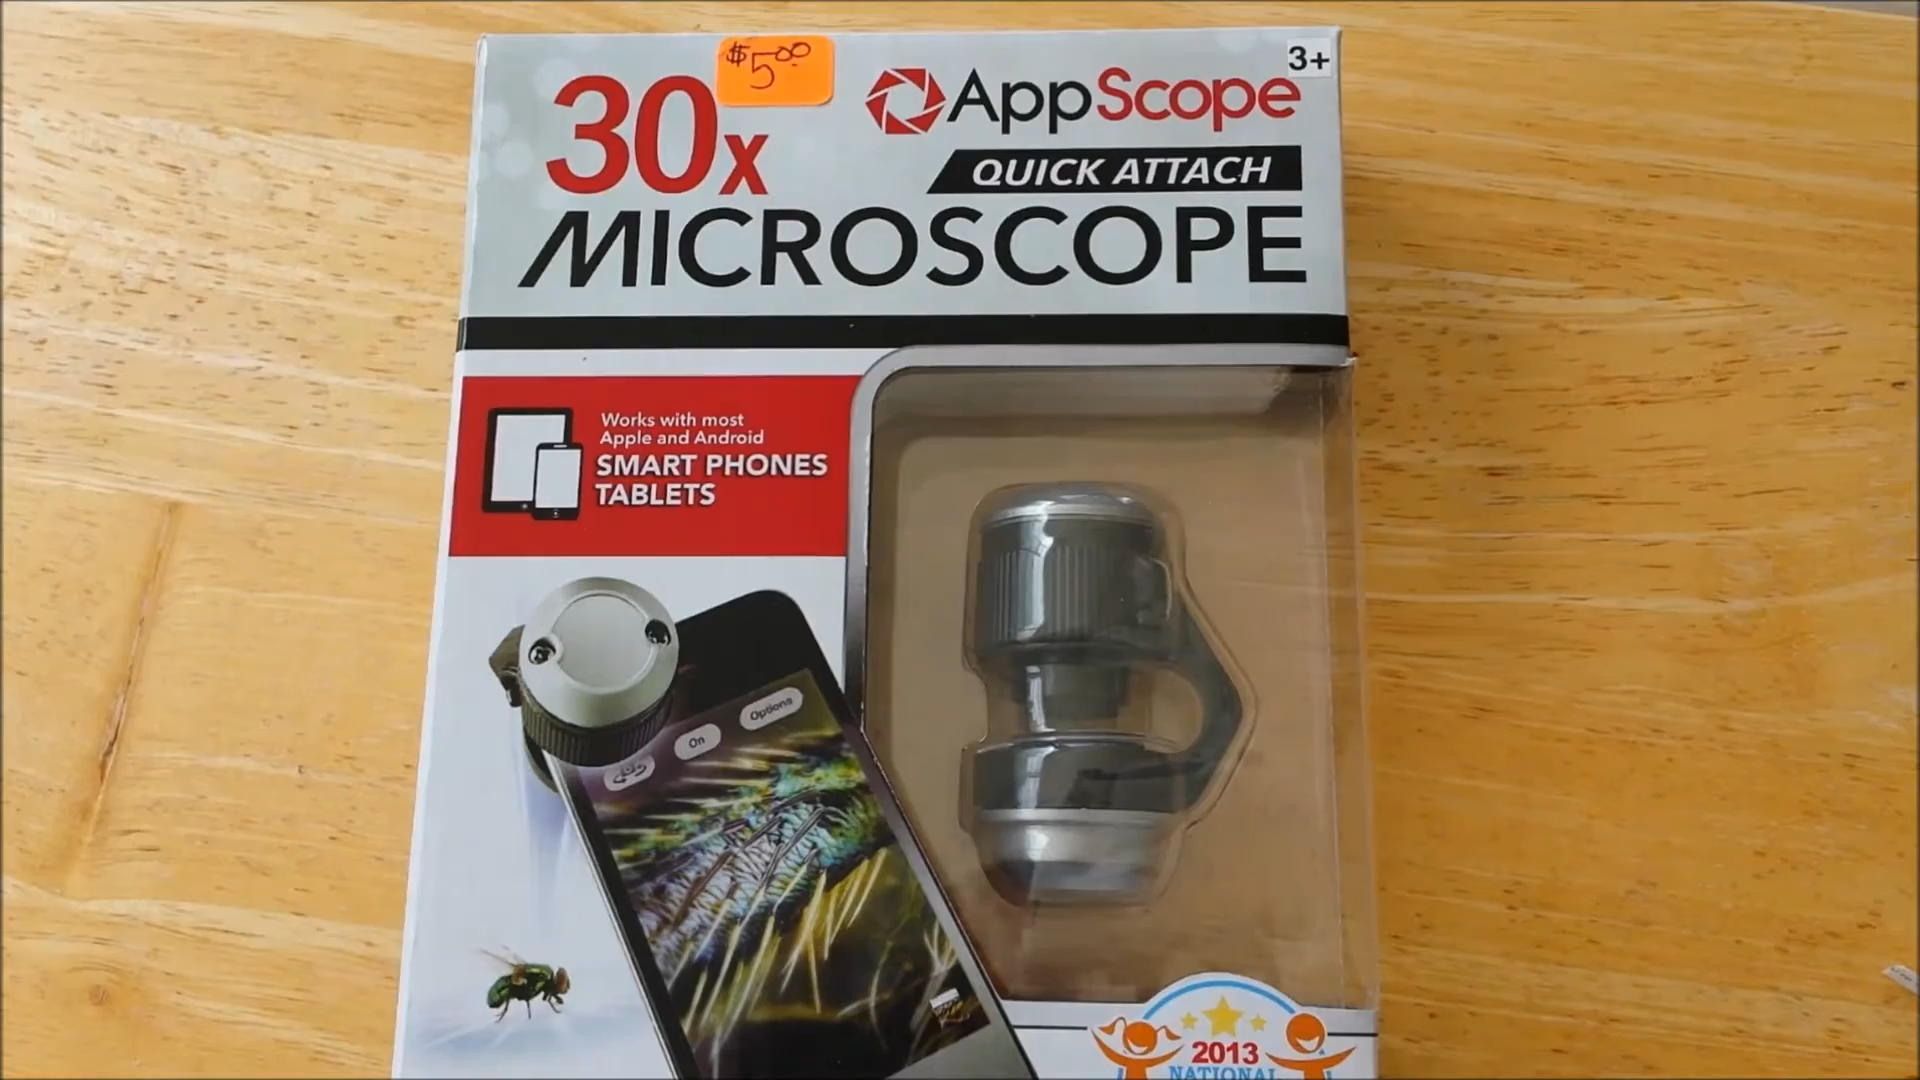 $5.00
3+
30x
AppScope
QUICK ATTACH
MICROSCOPE
Works with most
Apple and Android
SMART PHONES
TABLETS
On
Options
2013
NATIONAL